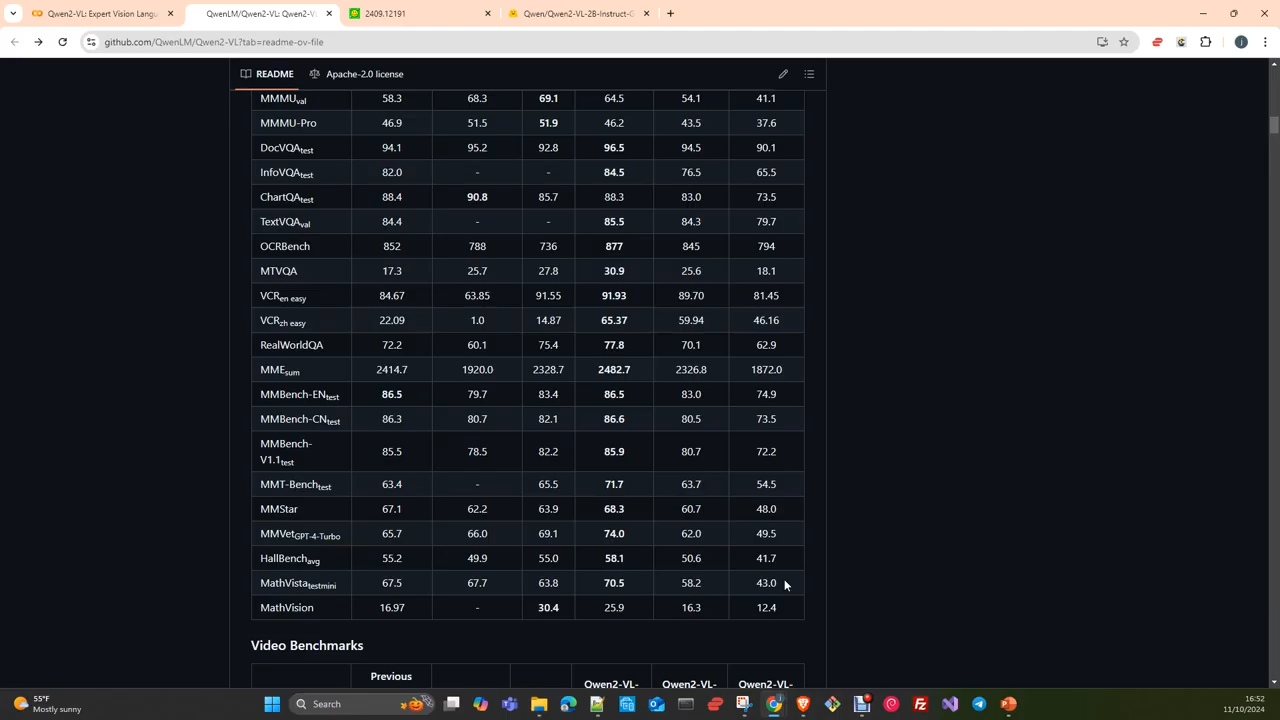 Qwen2-VL: Expert Vision Langu
QwenLM/Qwen2-VL: Qwen2-V
2409.12191
Qwen/Qwen2-VL-2B-Instruct-G
github.com/QwenLM/Qwen2-VL?tab=readme-ov-file
README
Apache-2.0 license
MMMUval 58.3 68.3 69.1 64.5 54.1 41.1
MMMU-Pro 46.9 51.5 51.9 46.2 43.5 37.6
DocVQAtest 94.1 95.2 92.8 96.5 94.5 90.1
InfoVQAtest 82.0 - - 84.5 76.5 65.5
ChartQAtest 88.4 90.8 85.7 88.3 83.0 73.5
TextVQAval 84.4 - - 85.5 84.3 79.7
OCRBench 852 788 736 877 845 794
MTVQA 17.3 25.7 27.8 30.9 25.6 18.1
VCRen easy 84.67 63.85 91.55 91.93 89.70 81.45
VCRzh easy 22.09 1.0 14.87 65.37 59.94 46.16
RealWorldQA 72.2 60.1 75.4 77.8 70.1 62.9
MMEsum 2414.7 1920.0 2328.7 2482.7 2326.8 1872.0
MMBench-ENtest 86.5 79.7 83.4 86.5 83.0 74.9
MMBench-CNtest 86.3 80.7 82.1 86.6 80.5 73.5
MMBench-
V1.1test 85.5 78.5 82.2 85.9 80.7 72.2
MMT-Benchtest 63.4 - 65.5 71.7 63.7 54.5
MMStar 67.1 62.2 63.9 68.3 60.7 48.0
MMVetGPT-4-Turbo 65.7 66.0 69.1 74.0 62.0 49.5
HallBenchavg 55.2 49.9 55.0 58.1 50.6 41.7
MathVistatestmini 67.5 67.7 63.8 70.5 58.2 43.0
MathVision 16.97 - 30.4 25.9 16.3 12.4
Video Benchmarks
Previous
Qwen2-VL- Qwen2-VL- Qwen2-VL-
55°F
Mostly sunny
Search
16:52
11/10/2024